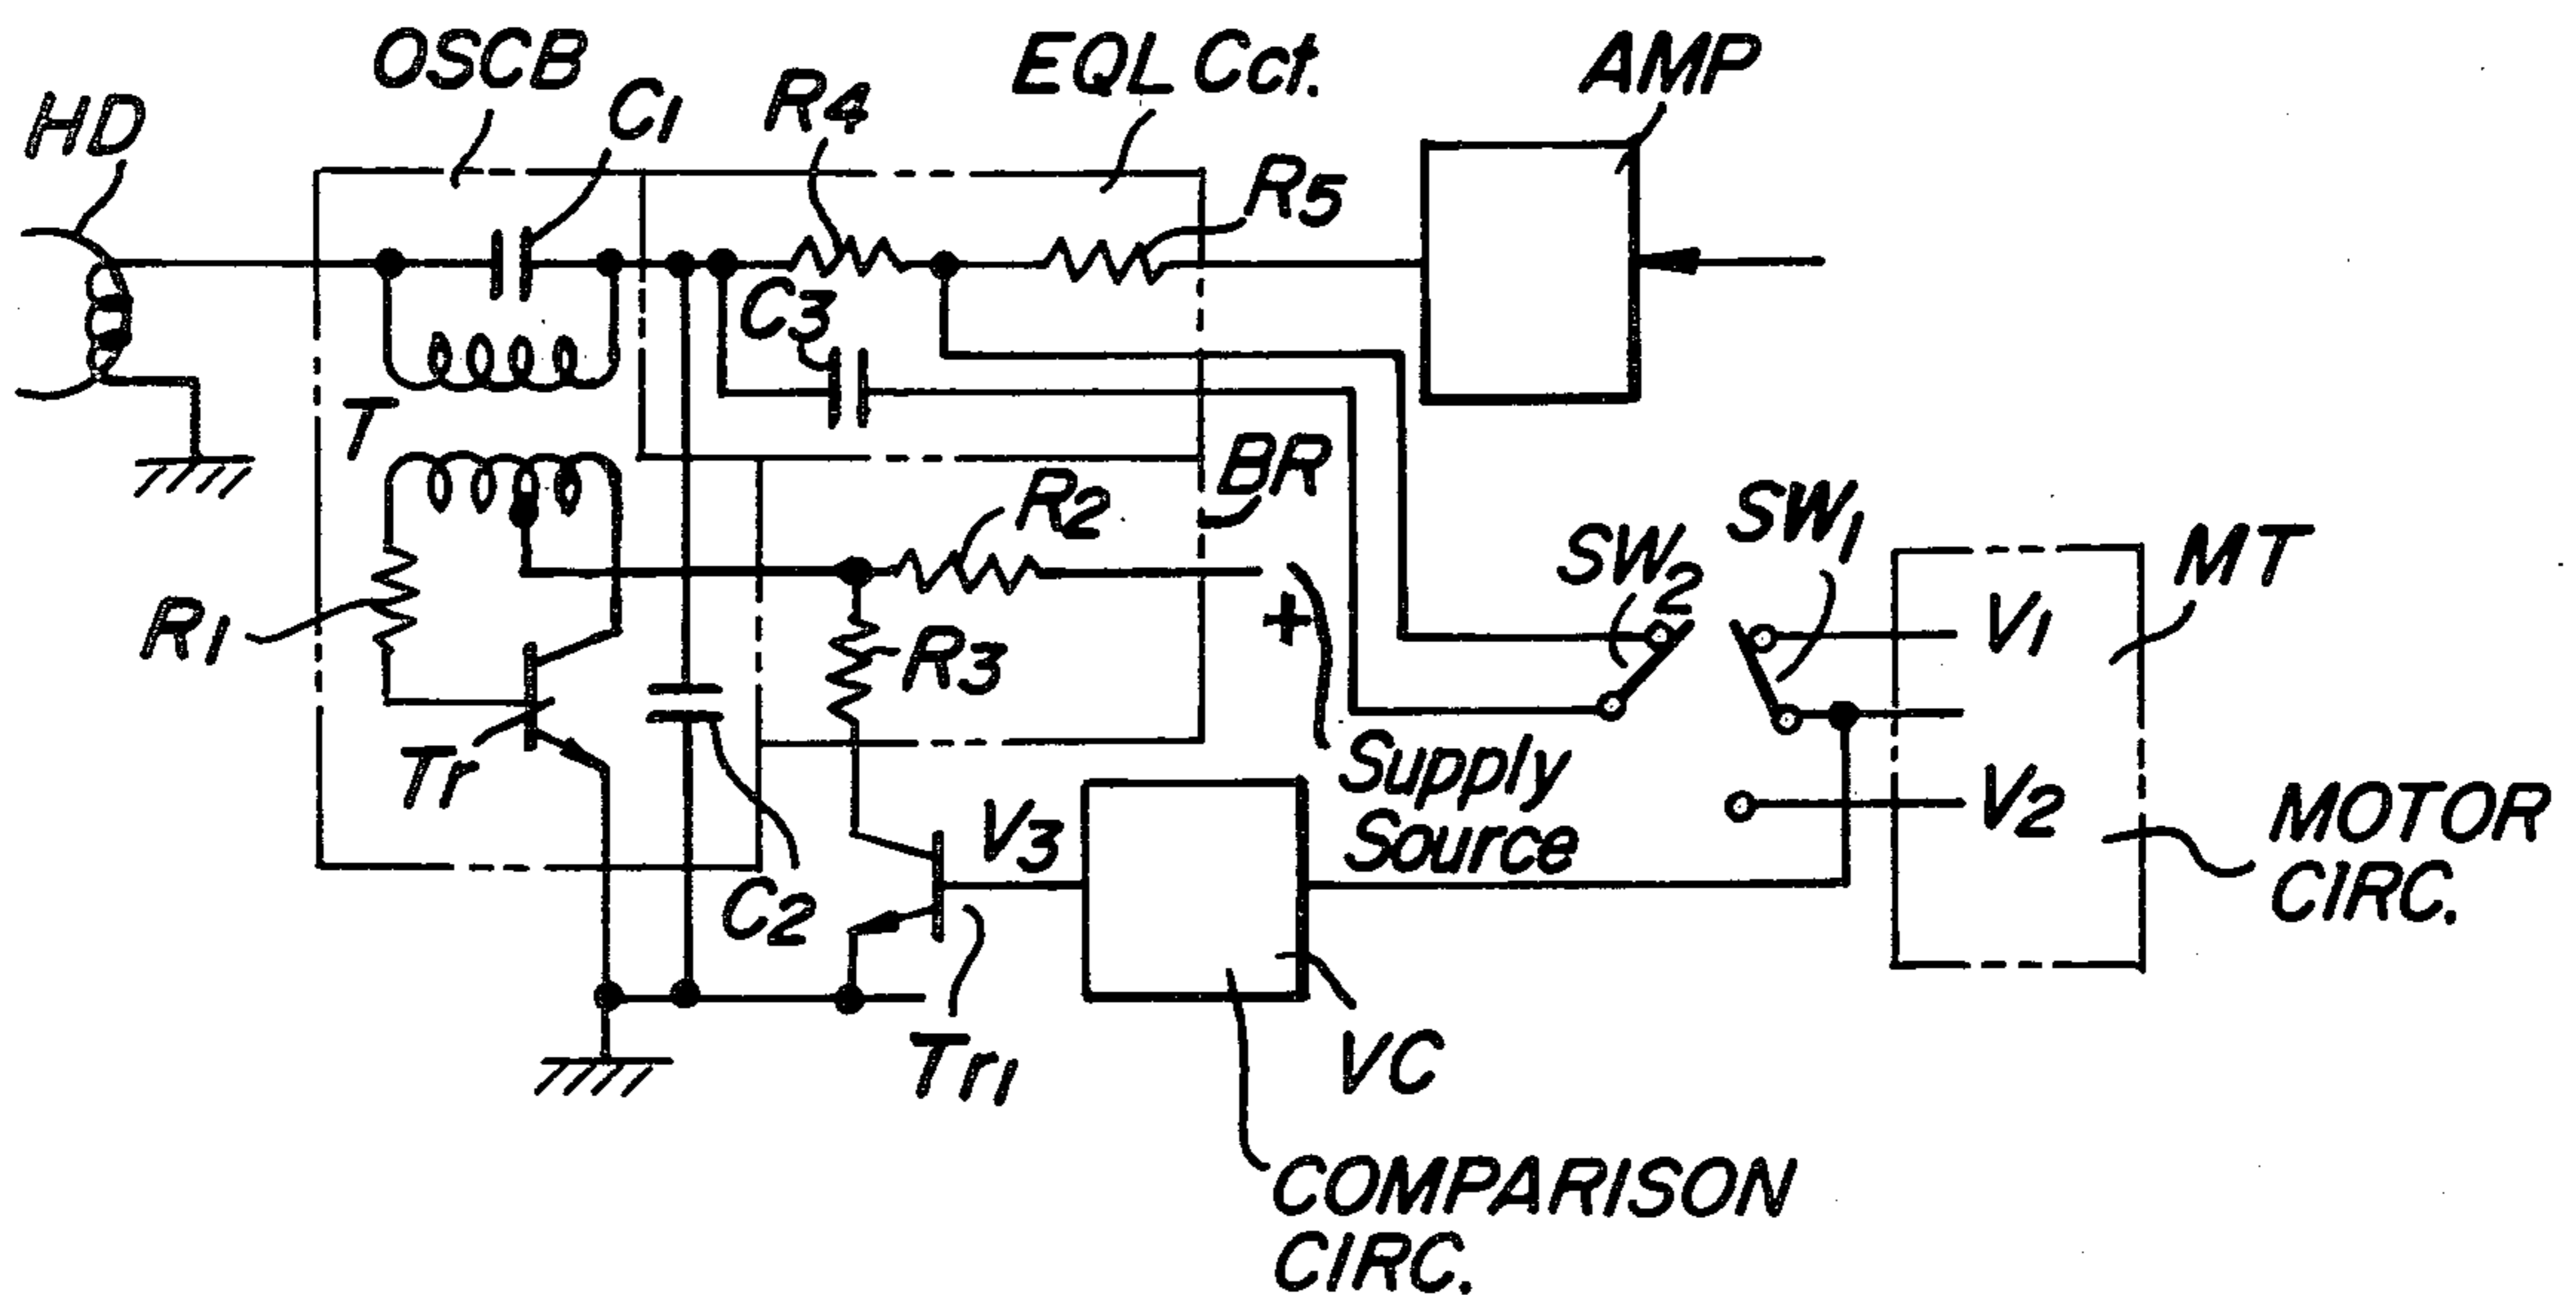 OSCB
EQL Cct.
AMP
HD
C1
R4
R5
C3
T
BR
R2
SW1
SW2
MT
V1
R1
R3
+
Supply
Source
Tr
V3
V2
MOTOR
CIRC.
C2
Tr1
VC
COMPARISON
CIRC.